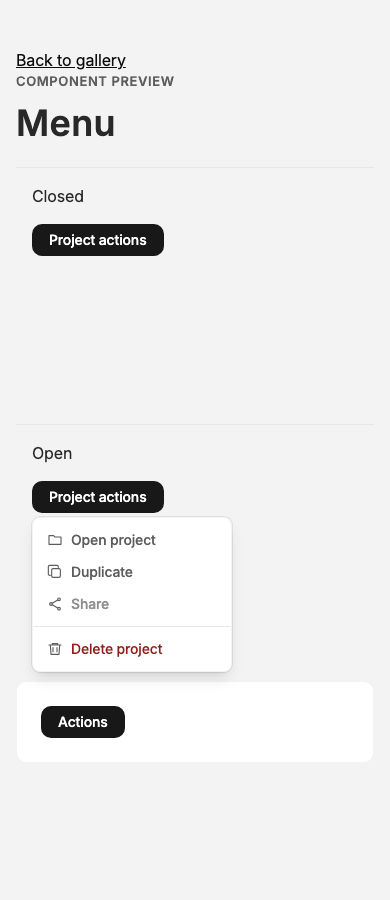 Back to gallery
COMPONENT PREVIEW
Menu
Closed
Project actions
Open
Project actions
Open project
Duplicate
Share
Delete project
Actions